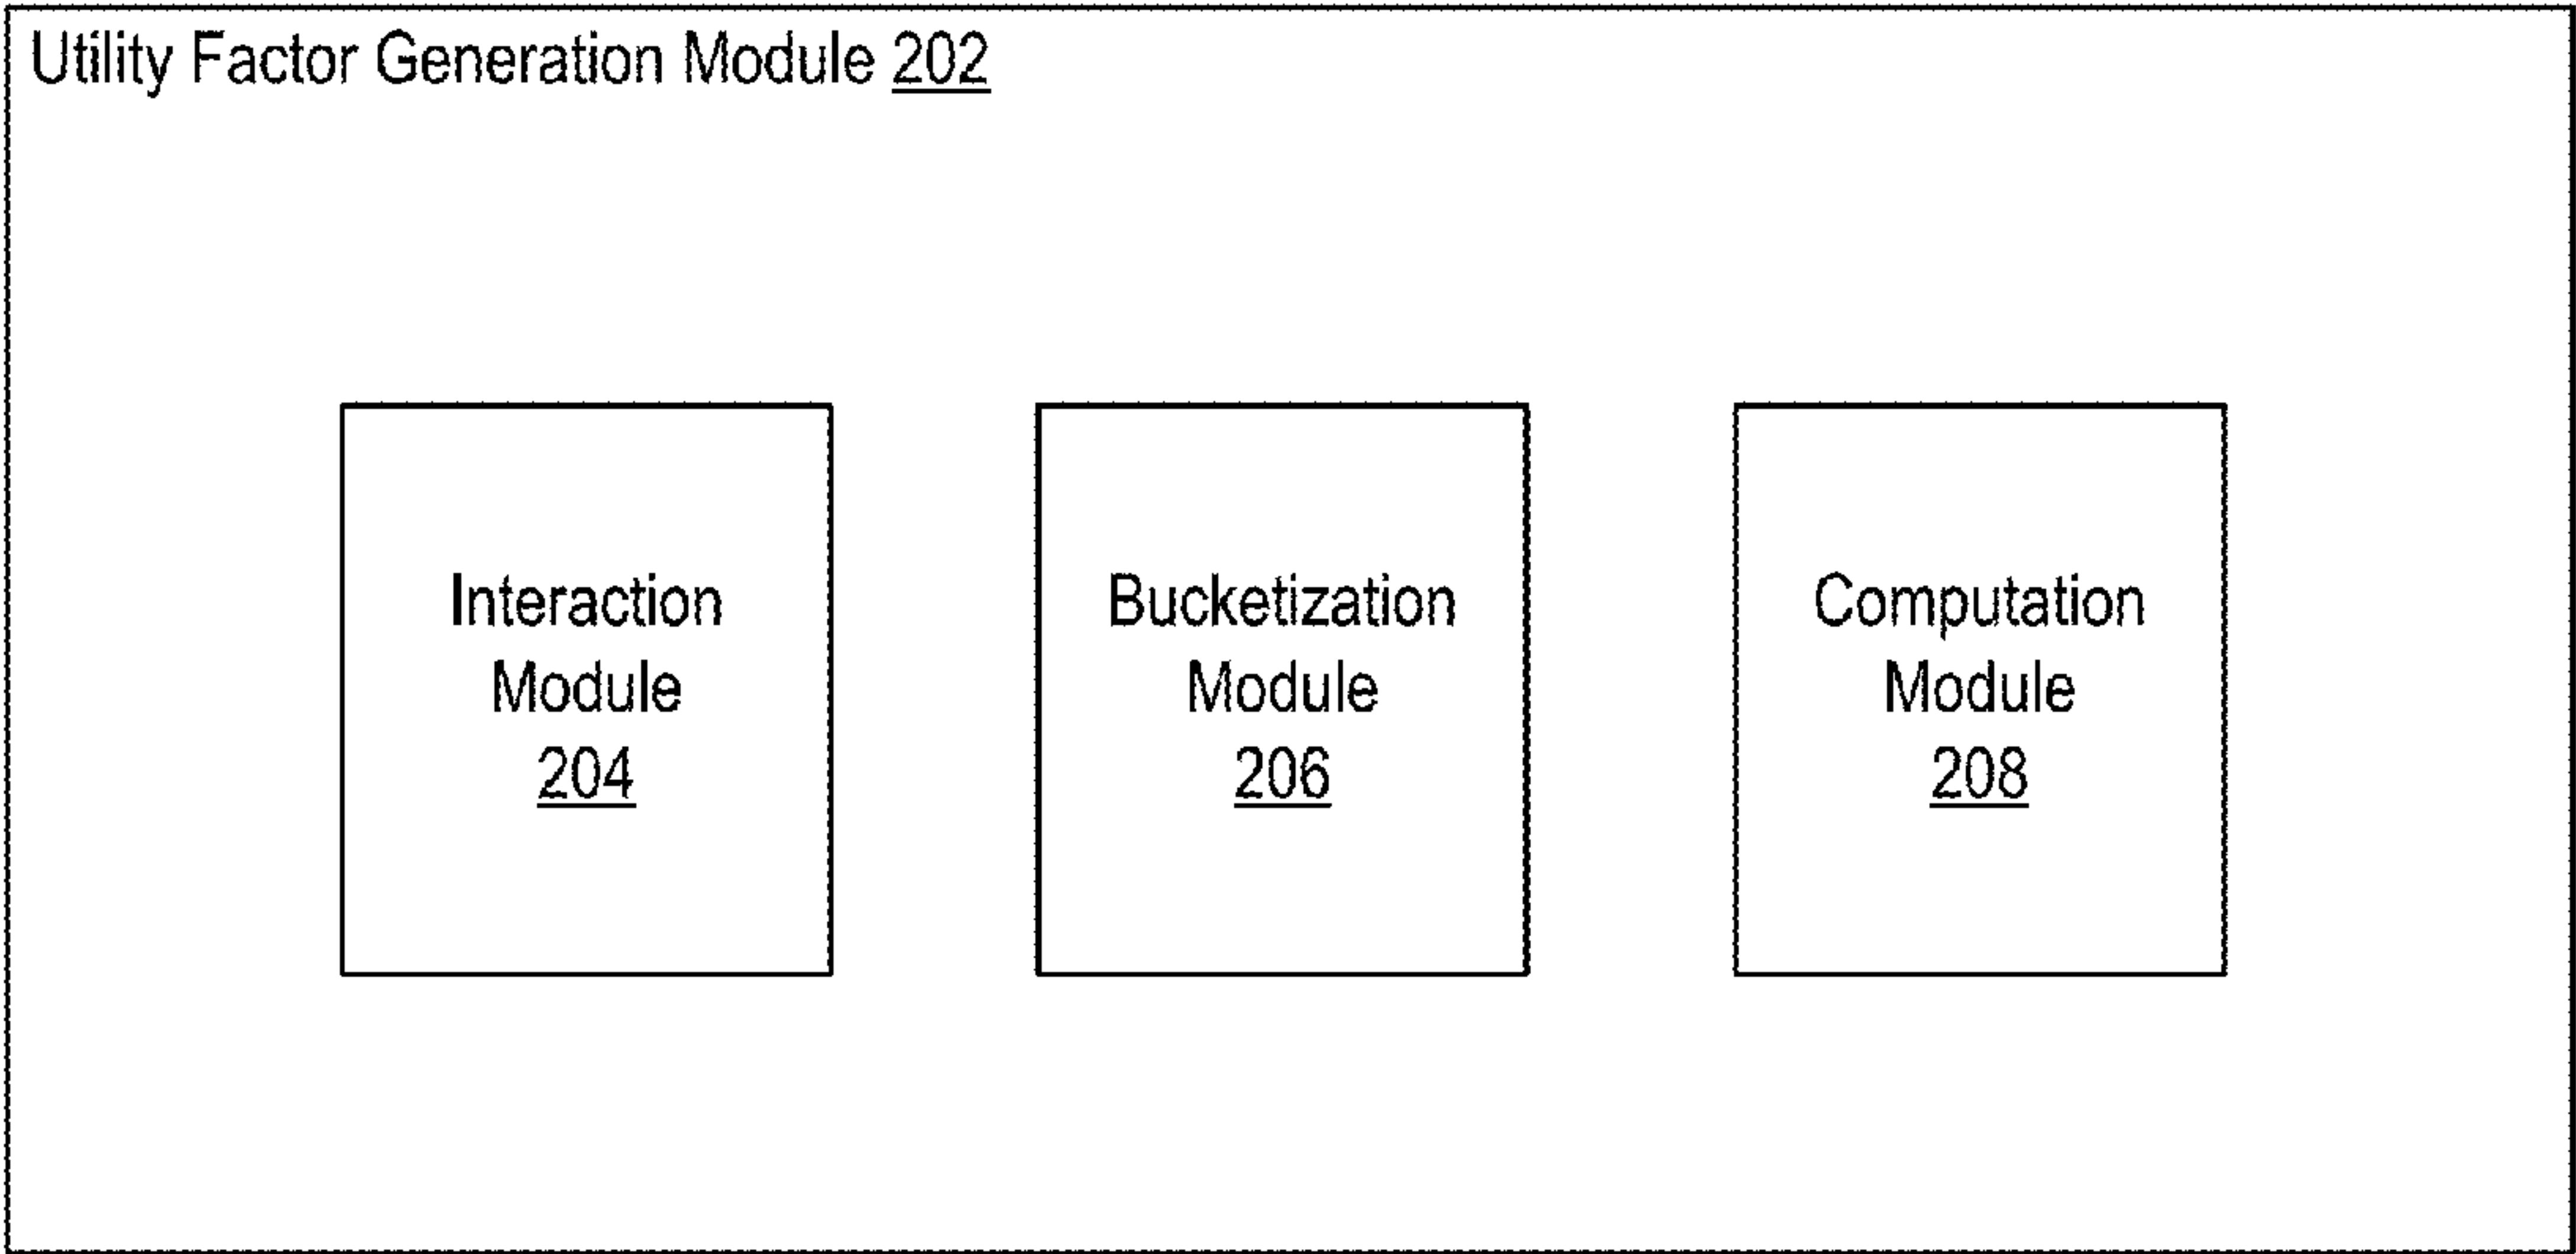 Utility Factor Generation Module 202
Interaction
Module
204
Bucketization
Module
206
Computation
Module
208